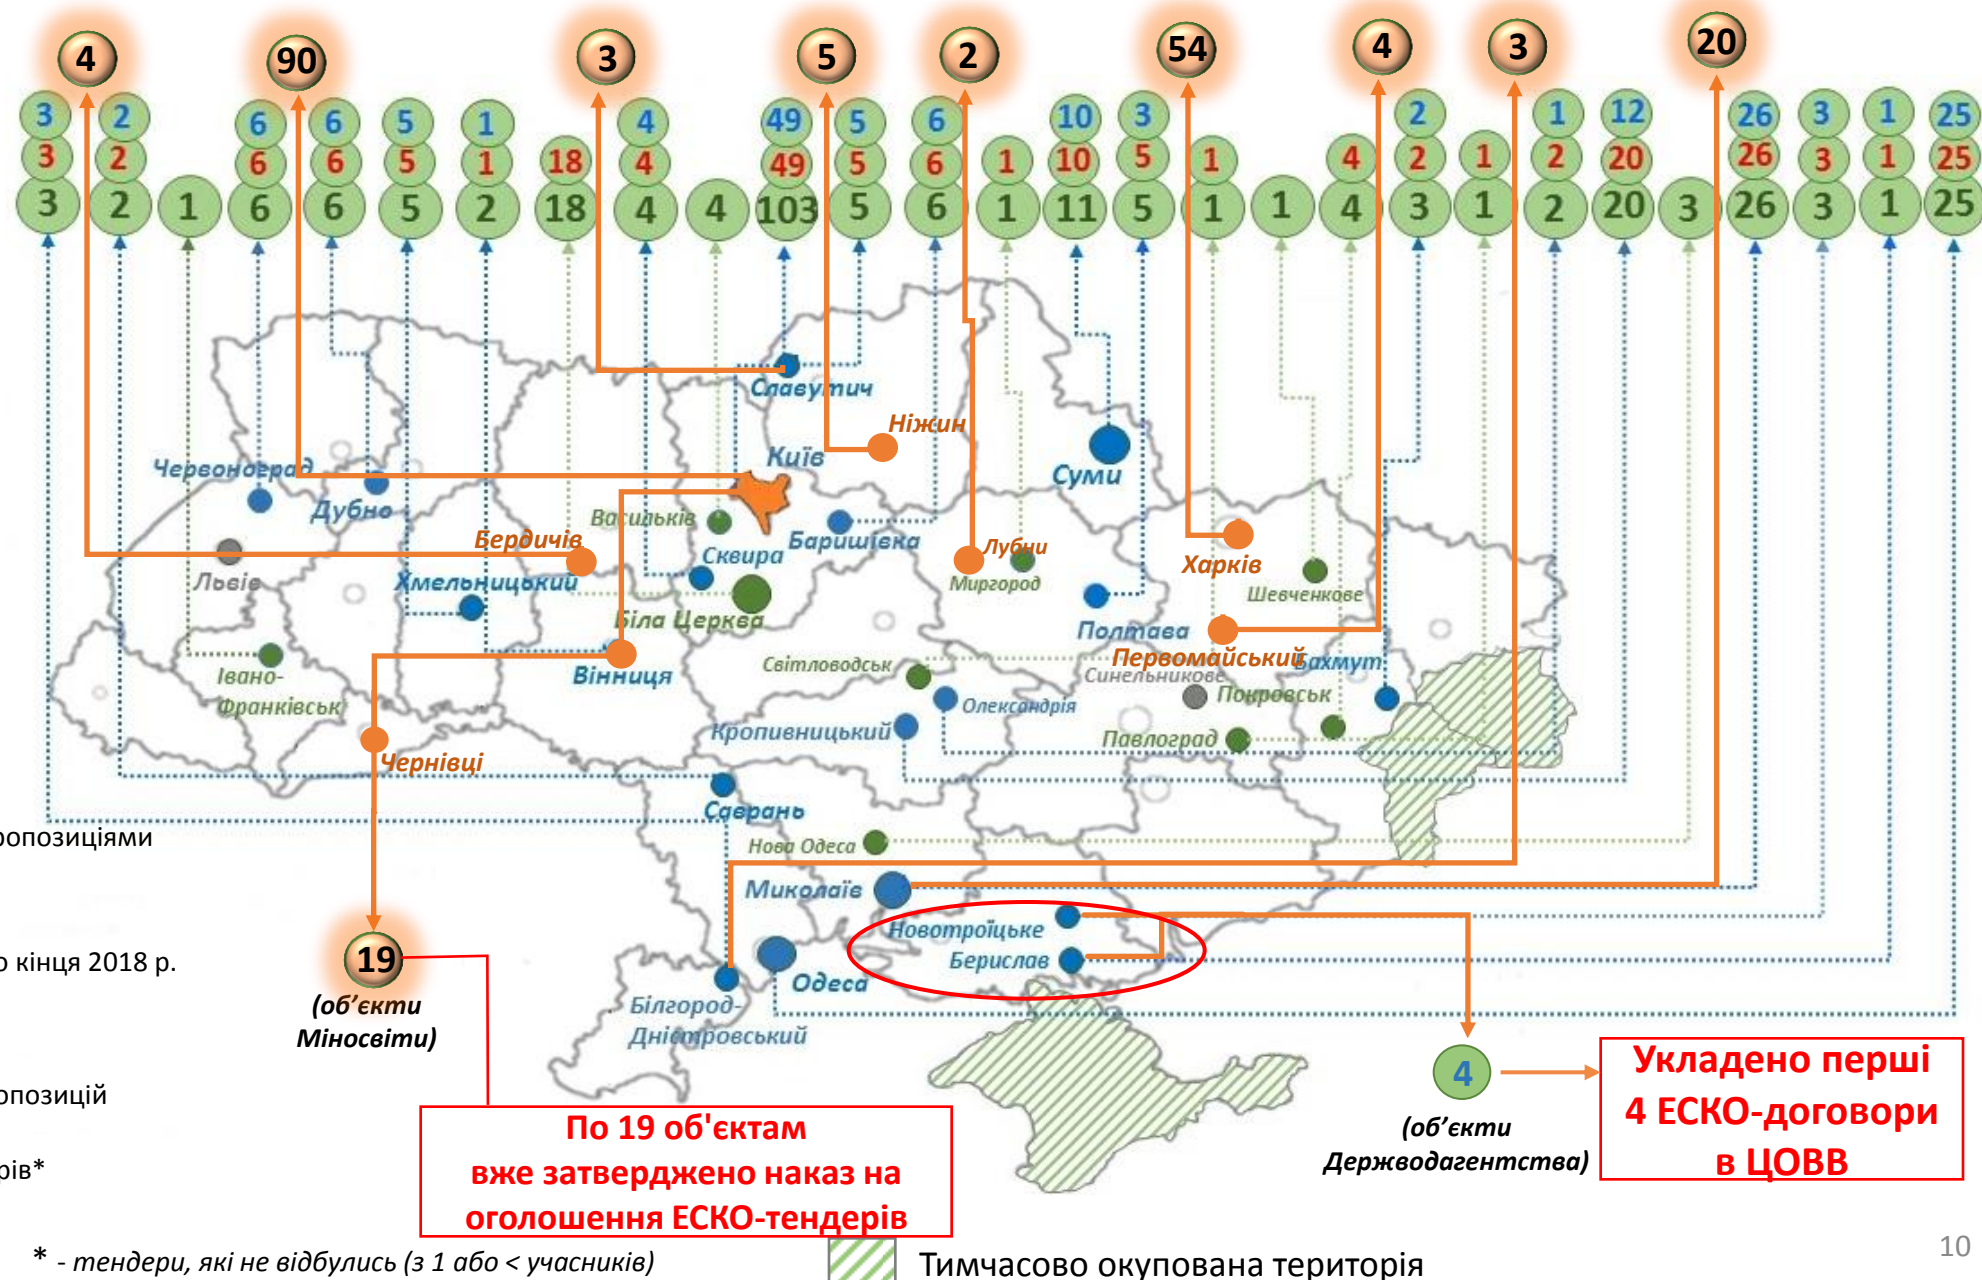 4 90 3 5 2 54 4 3 20
3 2 6 6 5 1 4 49 5 6 10 3 2 1 12 26 3 1 25
3 2 6 6 5 1 18 4 49 5 6 1 10 5 1 4 2 1 2 20 26 3 1 25
3 2 1 6 6 5 2 18 4 4 103 5 6 1 11 5 1 1 4 3 1 2 20 3 26 3 1 25
Славутич
Ніжин
Київ
Суми
Червоноград
Дубно
Васильків
Бердичів
Баришівка
Лубни
Сквира
Харків
Львів
Хмельницький
Миргород
Шевченкове
Біла Церква
Полтава
Первомайський
Бахмут
Світловодськ
Вінниця
Синельникове
Івано-
Франківськ
Покровськ
Олександрія
Кропивницький
Павлоград
Чернівці
Саврань
опозиціями
Нова Одеса
Миколаїв
Новотроїцьке
Берислав
о кінця 2018 р.
19
(об’єкти
Міносвіти)
Одеса
Білгород-
Дністровський
4
(об’єкти
Держводагентства)
Укладено перші
4 ЕСКО-договори
в ЦОВВ
опозицій
По 19 об'єктам
вже затверджено наказ на
оголошення ЕСКО-тендерів
рів*
* - тендери, які не відбулись (з 1 або < учасників)
Тимчасово окупована територія
10